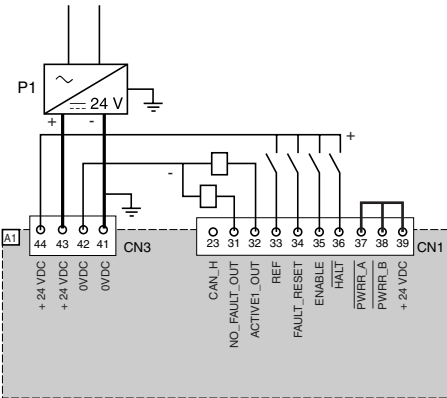 P1
24 V
+ -
+
-
A1
44 43 42 41
CN3
23 31 32 33 34 35 36 37 38 39
CN1
+ 24 VDC
+ 24 VDC
0VDC
0VDC
CAN_H
NO_FAULT_OUT
ACTIVE1_OUT
REF
FAULT_RESET
ENABLE
HALT
PWRR_A
PWRR_B
+ 24 VDC